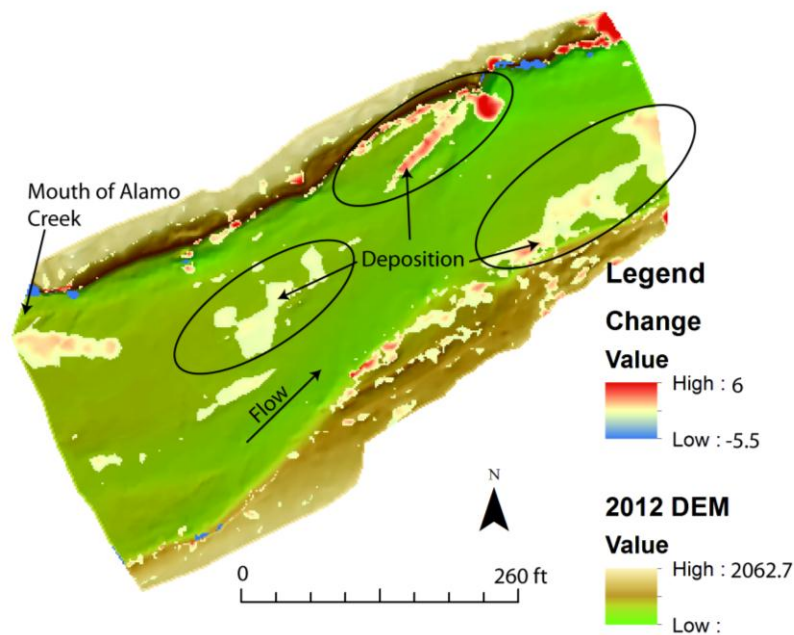 Mouth of Alamo
Creek
Deposition
Flow
Legend
Change
Value
High : 6
Low : -5.5
N
2012 DEM
Value
High : 2062.7
Low :
0
260 ft